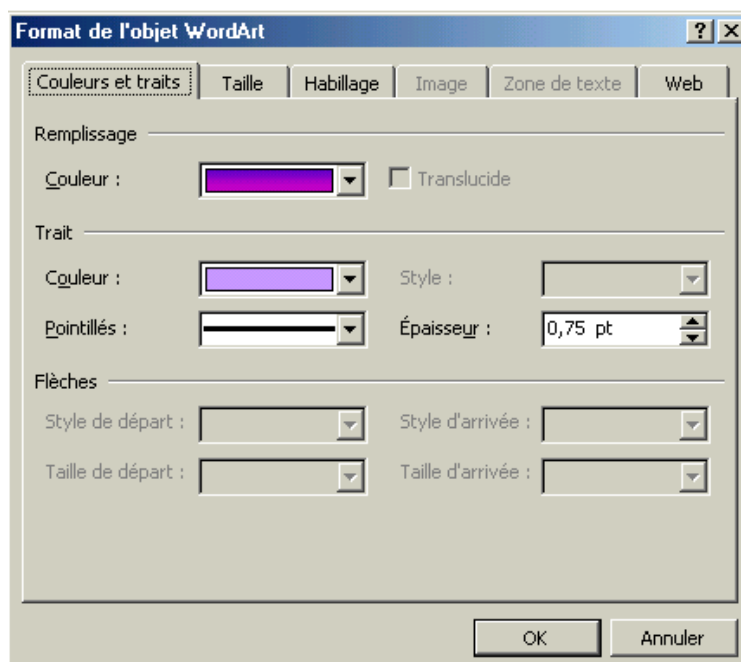 Format de l'objet WordArt
Couleurs et traits Taille Habillage Image Zone de texte Web
Remplissage
Couleur : Translucide
Trait
Couleur : Style :
Pointillés : Épaisseur : 0,75 pt
Flèches
Style de départ : Style d'arrivée :
Taille de départ : Taille d'arrivée :
OK Annuler